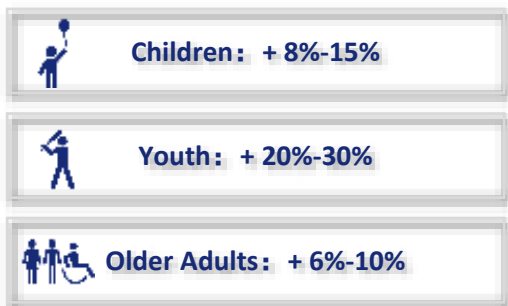 Children：+ 8%-15%
Youth：+ 20%-30%
Older Adults：+ 6%-10%